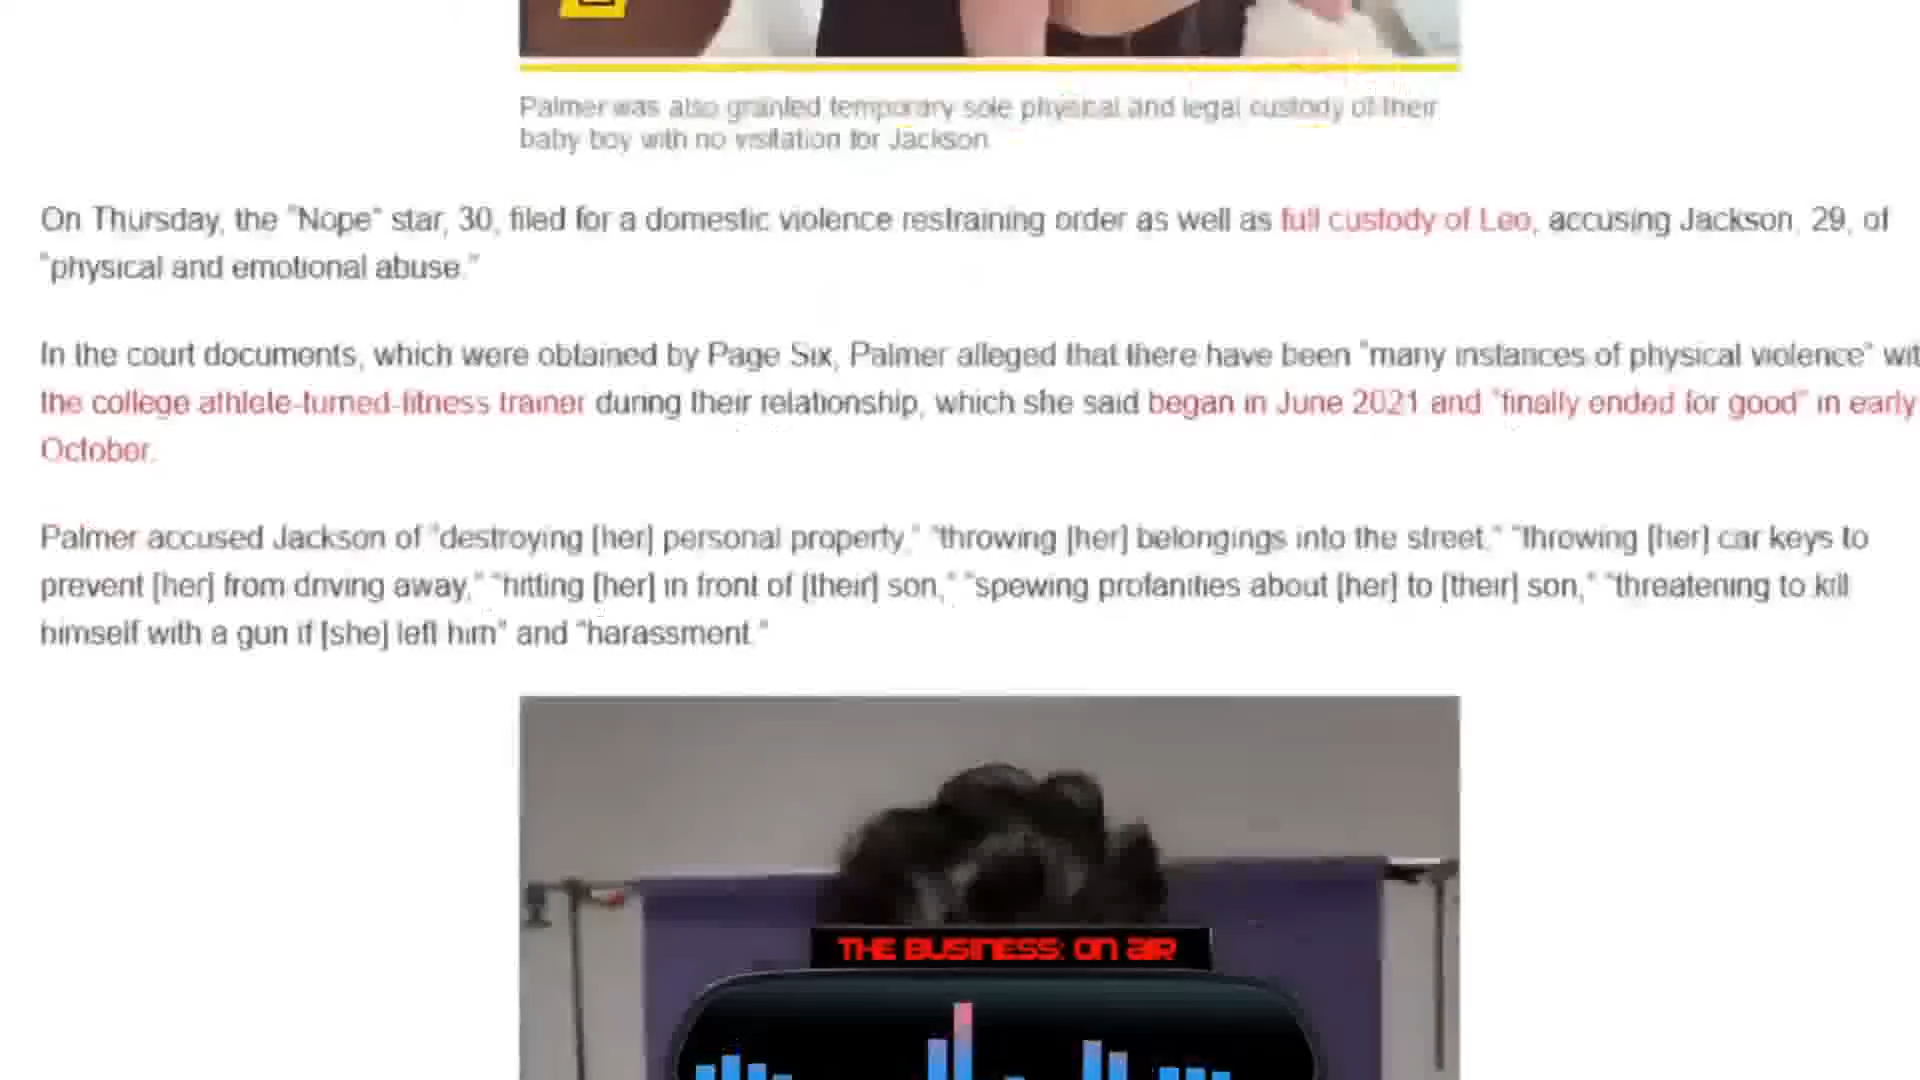 Palmer was also granted temporary sole physical and legal custody of their
baby boy with no visitation for Jackson.
On Thursday, the “Nope” star, 30, filed for a domestic violence restraining order as well as full custody of Leo, accusing Jackson, 29, of
“physical and emotional abuse.”
In the court documents, which were obtained by Page Six, Palmer alleged that there have been “many instances of physical violence” wit
the college athlete-turned-fitness trainer during their relationship, which she said began in June 2021 and “finally ended for good” in early
October.
Palmer accused Jackson of “destroying [her] personal property,” “throwing [her] belongings into the street,” “throwing [her] car keys to
prevent [her] from driving away,” “hitting [her] in front of [their] son,” “spewing profanities about [her] to [their] son,” “threatening to kill
himself with a gun if [she] left him” and “harassment.”
THE BUSINESS: On aIR